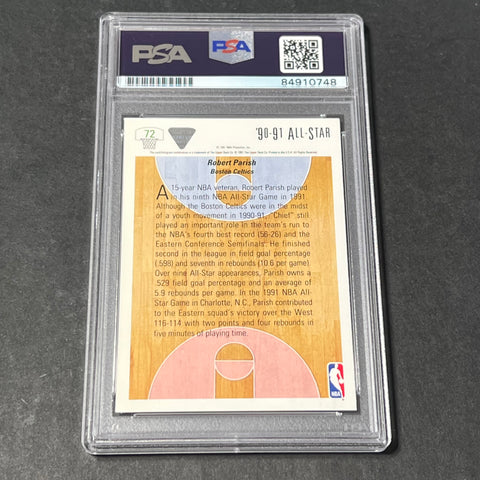 PSA
PSA
84910748
72
'90-91 ALL-STAR
Robert Parish
Boston Celtics
A 15-year NBA veteran, Robert Parish played
in his ninth NBA All-Star Game in 1991.
Although the Boston Celtics were in the midst
of a youth movement in 1990-91, "Chief" still
played an important role in the team's run to
the NBA's fourth best record (56-26) and the
Eastern Conference Semifinals. He finished
second in the league in field goal percentage
(.598) and seventh in rebounds (10.6 per game).
Over nine All-Star appearances, Parish owns a
.529 field goal percentage and an average of
5.9 rebounds per game. In the 1991 NBA All-
Star Game in Charlotte, N.C., Parish contributed
to the Eastern squad's victory over the West
116-114 with two points and four rebounds in
five minutes of playing time.
NBA